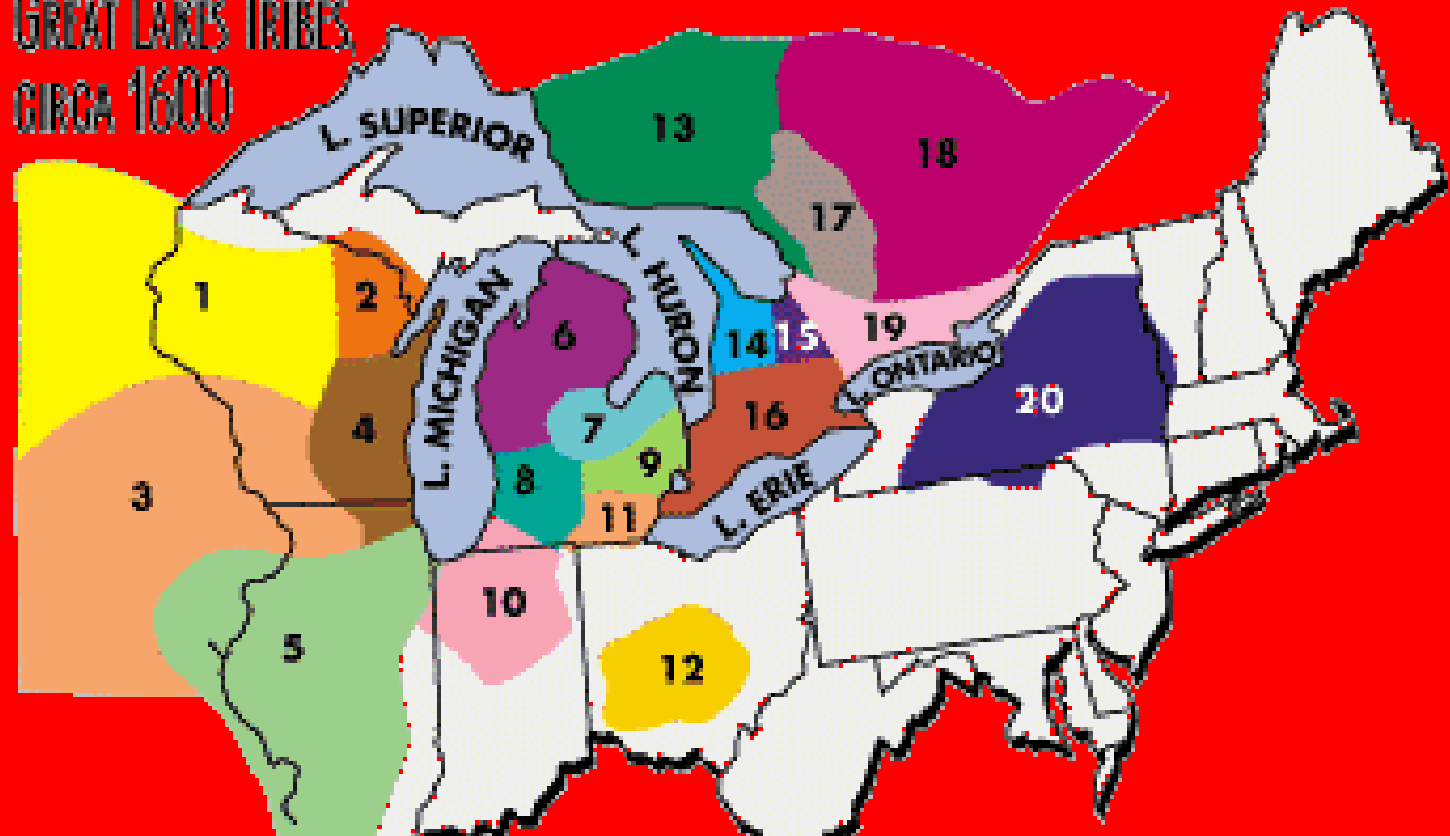 GREAT LAKES TRIBES
CIRCA 1600
L. SUPERIOR
13
18
17
L. HURON
1
2
L. MICHIGAN
6
14
15
19
L. ONTARIO
20
4
7
16
3
8
9
L. ERIE
11
10
5
12